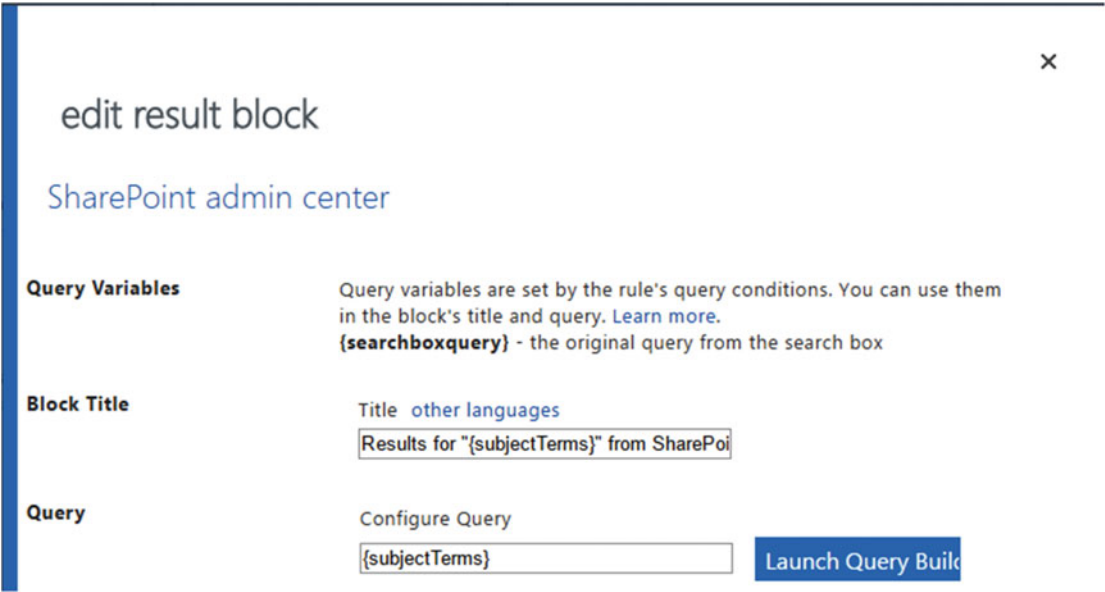 ×
edit result block
SharePoint admin center
Query Variables
Query variables are set by the rule's query conditions. You can use them
in the block's title and query. Learn more.
{searchboxquery} - the original query from the search box
Block Title
Title other languages
Results for "{subjectTerms}" from SharePoi
Query
Configure Query
{subjectTerms}
Launch Query Builc